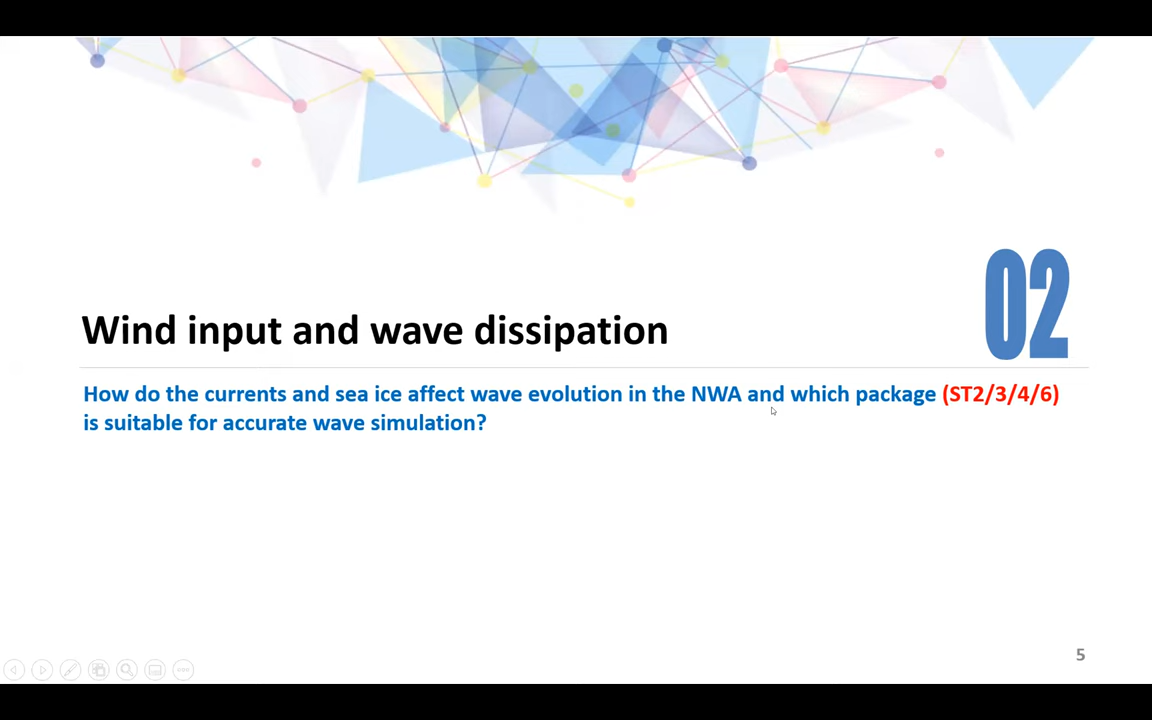 02
Wind input and wave dissipation
How do the currents and sea ice affect wave evolution in the NWA and which package (ST2/3/4/6)
is suitable for accurate wave simulation?
5